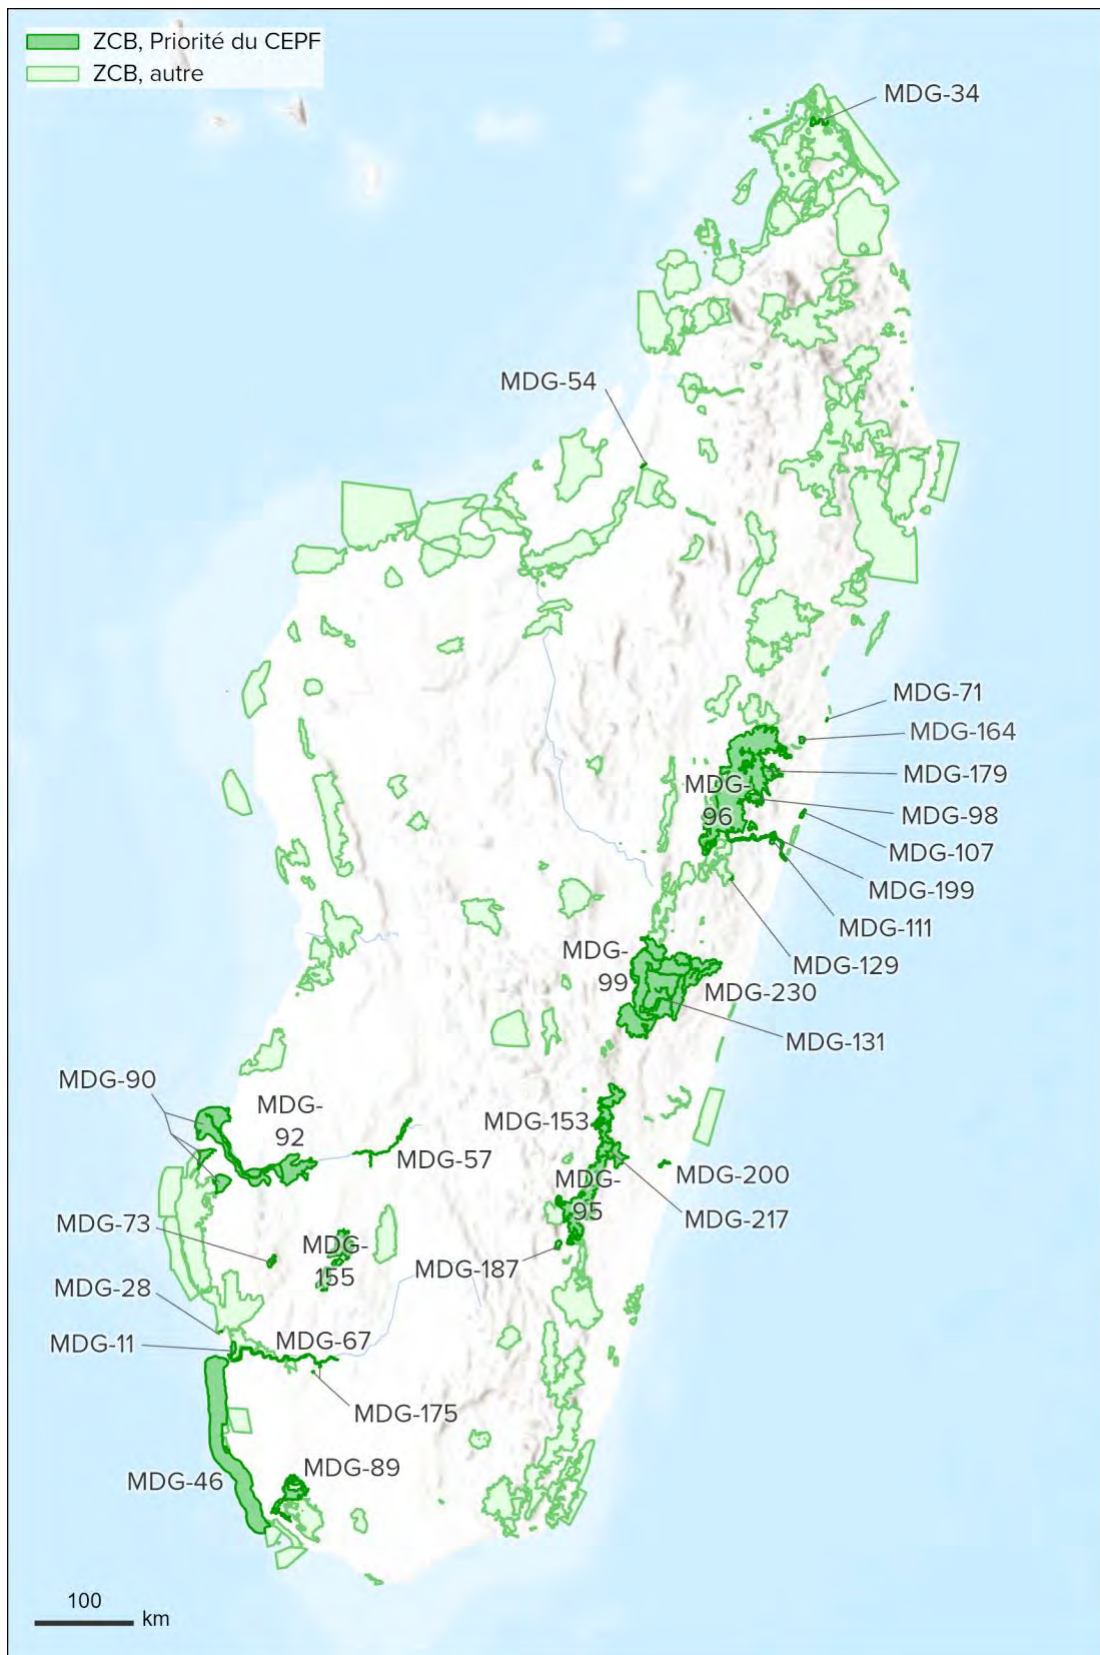 ZCB, Priorité du CEPF
ZCB, autre
MDG-34
MDG-54
MDG-71
MDG-164
MDG-179
MDG-
96
MDG-98
MDG-107
MDG-199
MDG-111
MDG-129
MDG-
99
MDG-230
MDG-131
MDG-90
MDG-
92
MDG-153
MDG-57
MDG-200
MDG-
95
MDG-217
MDG-73
MDG-
155
MDG-187
MDG-28
MDG-11
MDG-67
MDG-175
MDG-89
MDG-46
100
km